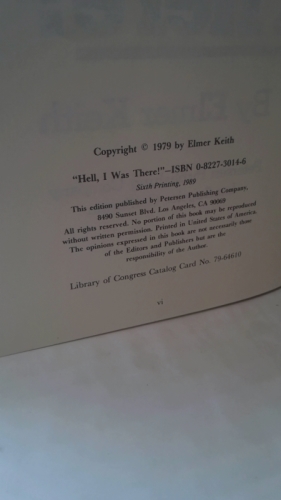 Copyright © 1979 by Elmer Keith
"Hell, I Was There!"—ISBN 0-8227-3014-6
Sixth Printing, 1989
This edition published by Petersen Publishing Company,
8490 Sunset Blvd. Los Angeles, CA 90069
All rights reserved. No portion of this book may be reproduced
without written permission. Printed in United States of America.
The opinions expressed in this book are not necessarily those
of the Editors and Publishers but are the
responsibility of the Author.
Library of Congress Catalog Card No. 79-64610
vi